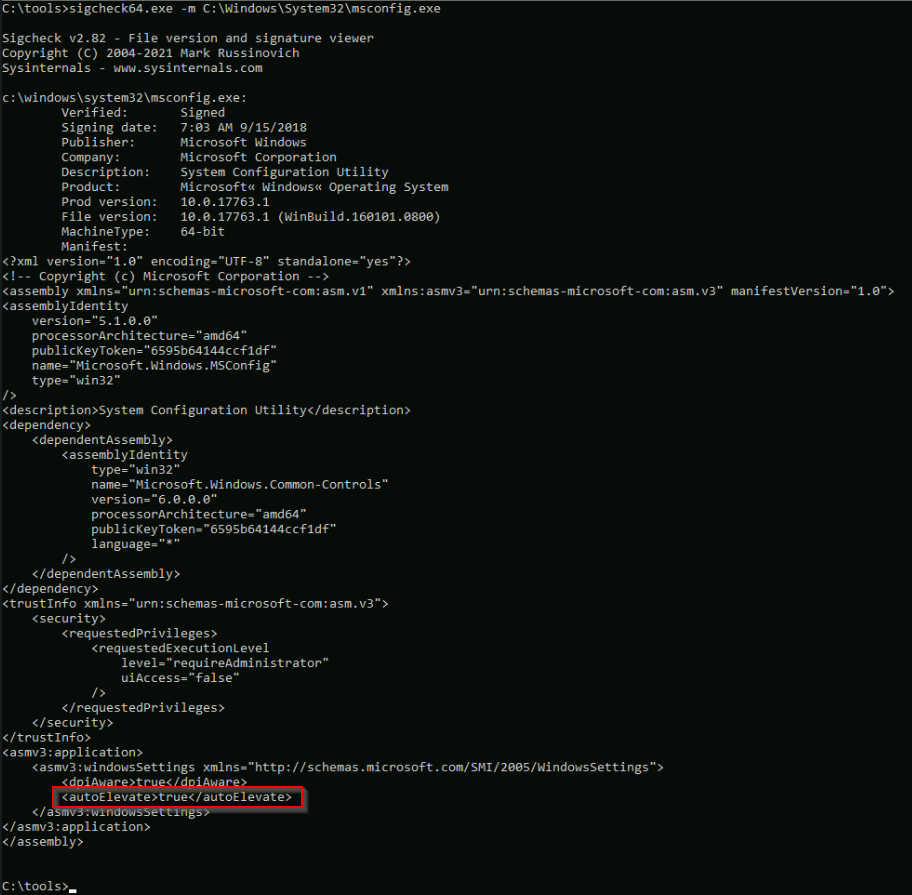 C:\tools>sigcheck64.exe -m C:\Windows\System32\msconfig.exe
Sigcheck v2.82 - File version and signature viewer
Copyright (C) 2004-2021 Mark Russinovich
Sysinternals - www.sysinternals.com
c:\windows\system32\msconfig.exe:
        Verified:       Signed
        Signing date:   7:03 AM 9/15/2018
        Publisher:      Microsoft Windows
        Company:        Microsoft Corporation
        Description:    System Configuration Utility
        Product:        Microsoft« Windows« Operating System
        Prod version:   10.0.17763.1
        File version:   10.0.17763.1 (WinBuild.160101.0800)
        MachineType:    64-bit
        Manifest:
<?xml version="1.0" encoding="UTF-8" standalone="yes"?>
<!-- Copyright (c) Microsoft Corporation -->
<assembly xmlns="urn:schemas-microsoft-com:asm.v1" xmlns:asmv3="urn:schemas-microsoft-com:asm.v3" manifestVersion="1.0">
<assemblyIdentity
    version="5.1.0.0"
    processorArchitecture="amd64"
    publicKeyToken="6595b64144ccf1df"
    name="Microsoft.Windows.MSConfig"
    type="win32"
/>
<description>System Configuration Utility</description>
<dependency>
    <dependentAssembly>
        <assemblyIdentity
            type="win32"
            name="Microsoft.Windows.Common-Controls"
            version="6.0.0.0"
            processorArchitecture="amd64"
            publicKeyToken="6595b64144ccf1df"
            language="*"
        />
    </dependentAssembly>
</dependency>
<trustInfo xmlns="urn:schemas-microsoft-com:asm.v3">
    <security>
        <requestedPrivileges>
            <requestedExecutionLevel
                level="requireAdministrator"
                uiAccess="false"
            />
        </requestedPrivileges>
    </security>
</trustInfo>
<asmv3:application>
    <asmv3:windowsSettings xmlns="http://schemas.microsoft.com/SMI/2005/WindowsSettings">
        <dpiAware>true</dpiAware>
        <autoElevate>true</autoElevate>
    </asmv3:windowsSettings>
</asmv3:application>
</assembly>
C:\tools>